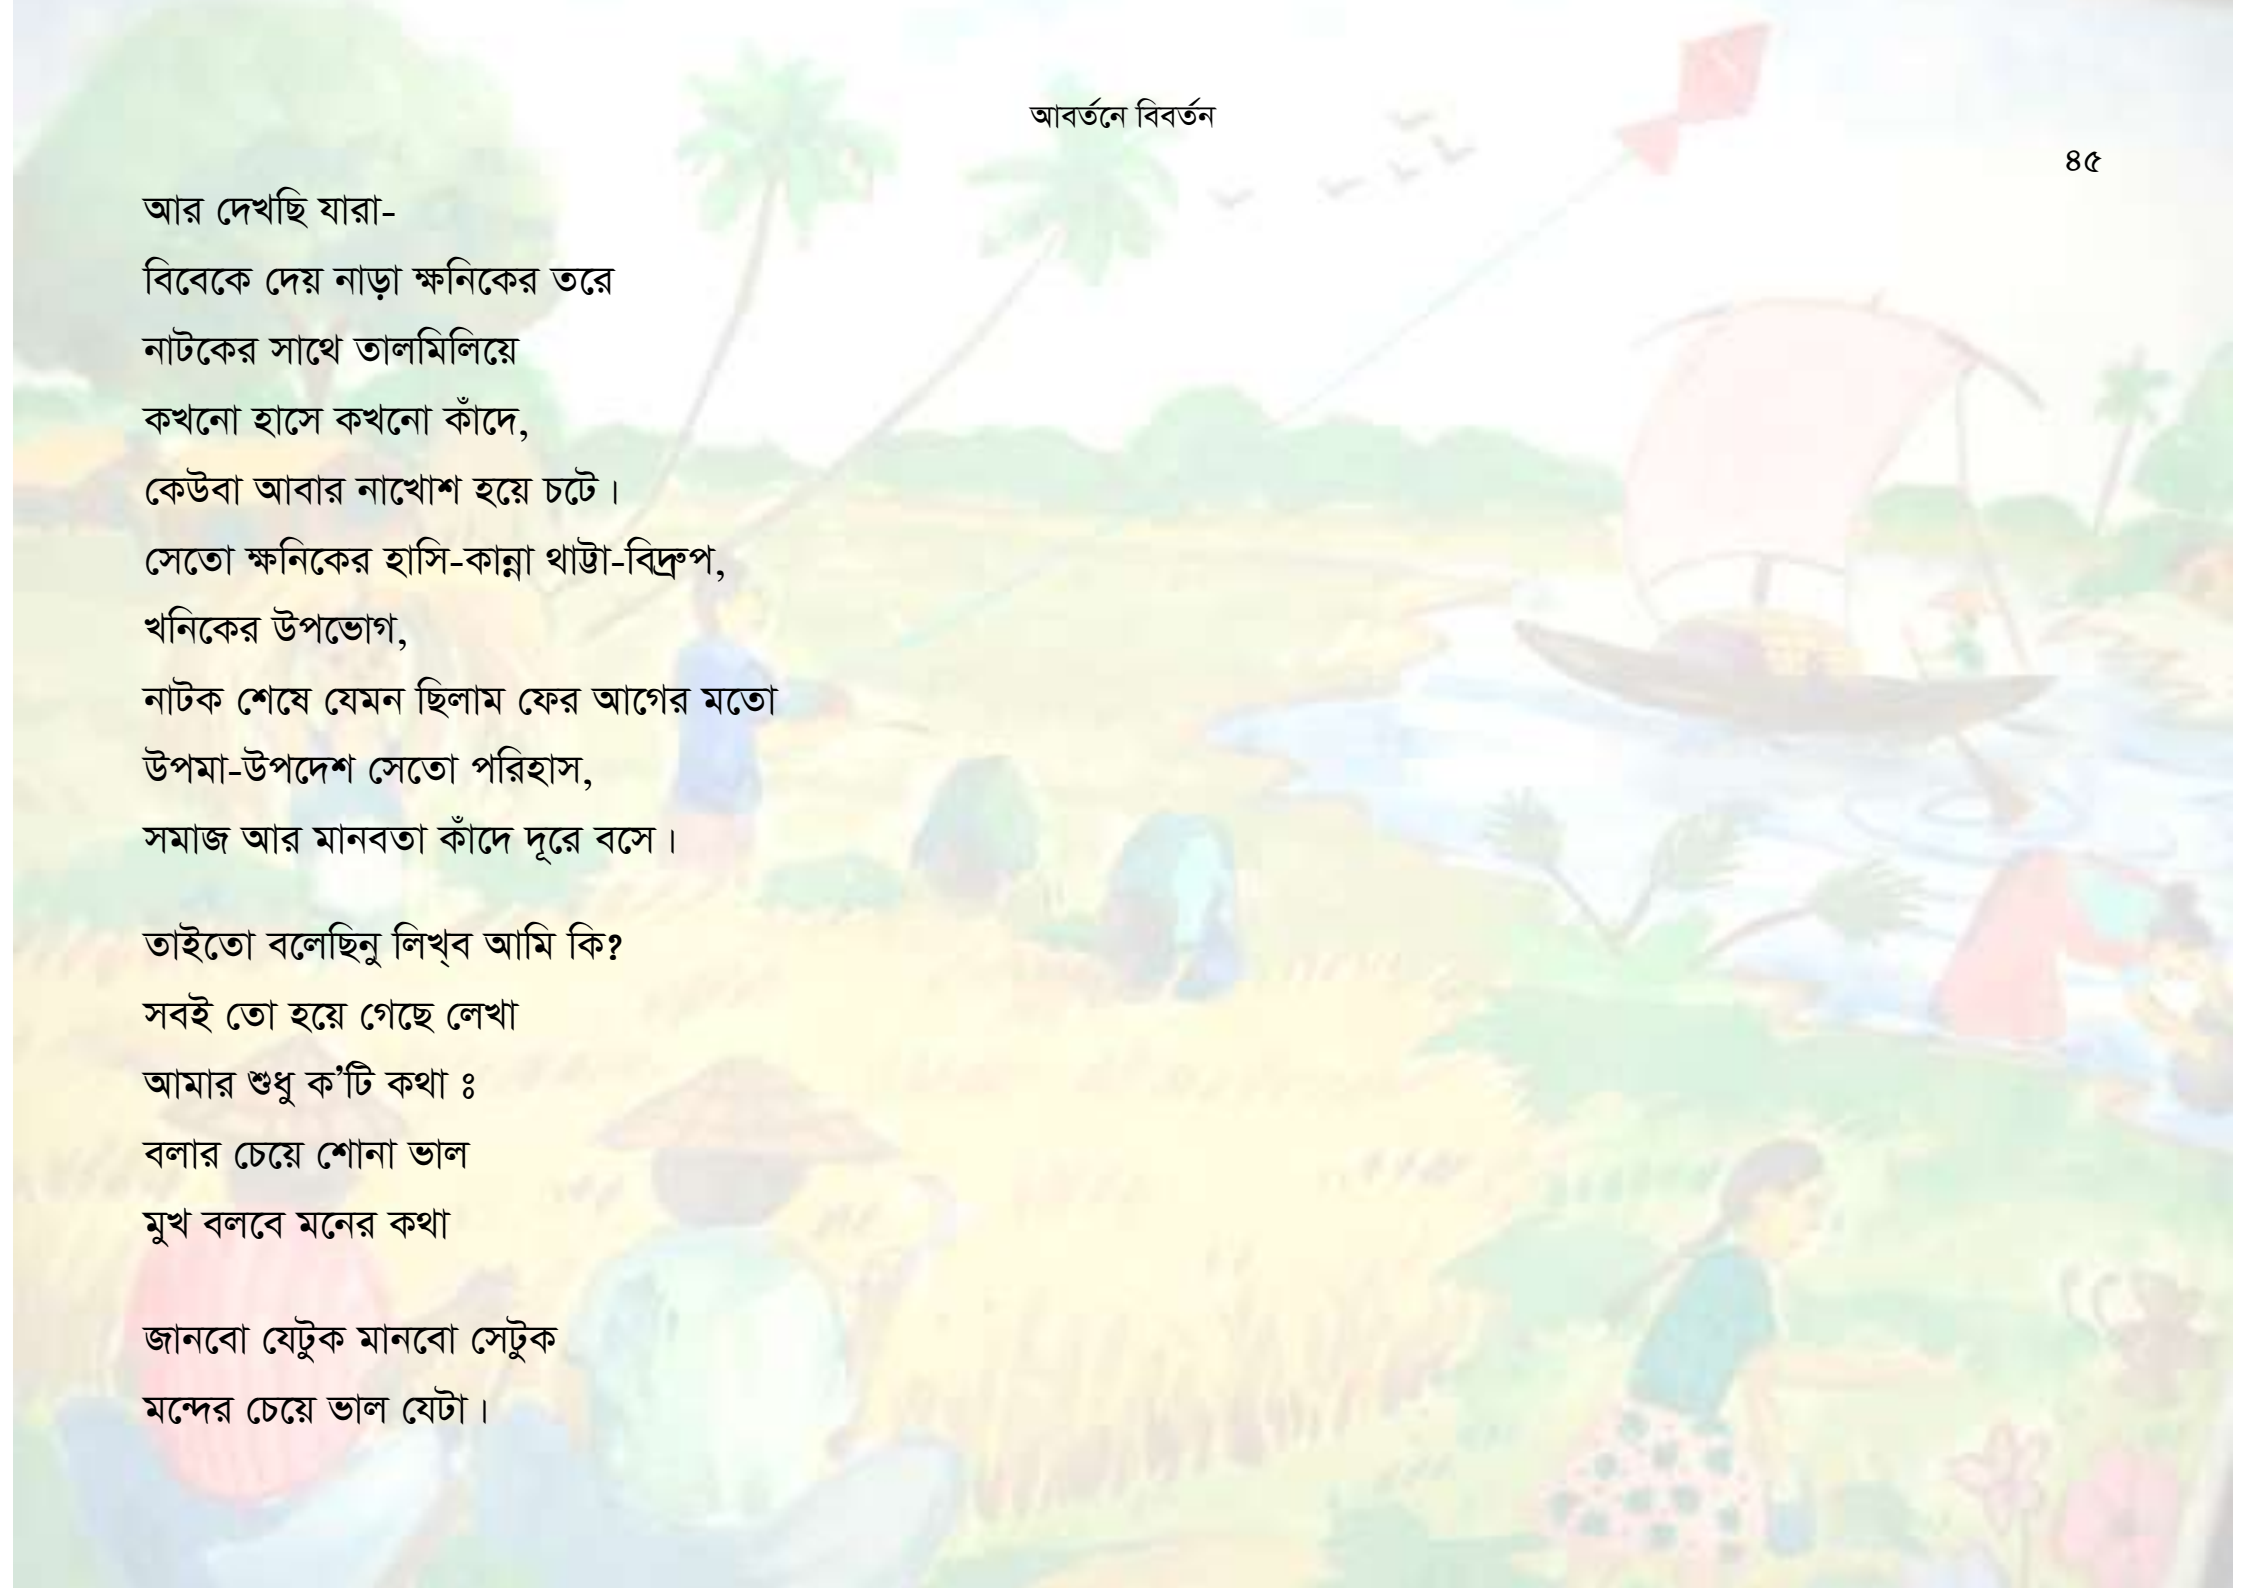 আবর্তনে বিবর্তন
৪৫
আর দেখছি যারা-
বিবেকে দেয় নাড়া ক্ষনিকের তরে
নাটকের সাথে তালমিলিয়ে
কখনো হাসে কখনো কাঁদে,
কেউবা আবার নাখোশ হয়ে চটে।
সেতো ক্ষনিকের হাসি-কান্না থাট্টা-বিদ্রুপ,
খনিকের উপভোগ,
নাটক শেষে যেমন ছিলাম ফের আগের মতো
উপমা-উপদেশ সেতো পরিহাস,
সমাজ আর মানবতা কাঁদে দূরে বসে।
তাইতো বলেছিনু লিখ্‌ব আমি কি?
সবই তো হয়ে গেছে লেখা
আমার শুধু ক’টি কথা ঃ
বলার চেয়ে শোনা ভাল
মুখ বলবে মনের কথা
জানবো যেটুক মানবো সেটুক
মন্দের চেয়ে ভাল যেটা।